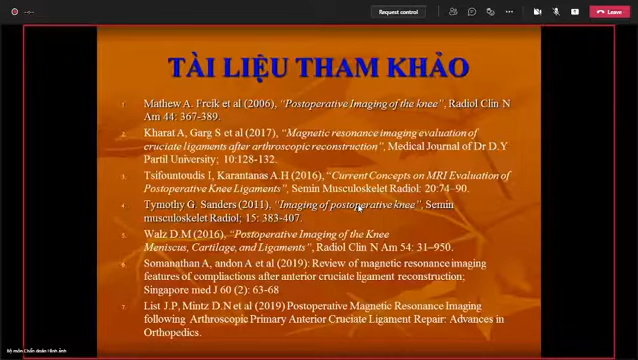 Request control
Leave
TÀI LIỆU THAM KHẢO
1. Mathew A. Frcik et al (2006), “Postoperative Imaging of the knee”, Radiol Clin N
Am 44: 367-389.
2. Kharat A, Garg S et al (2017), “Magnetic resonance imaging evaluation of
cruciate ligaments after arthroscopic reconstruction”, Medical Journal of Dr D.Y
Partil University; 10:128-132.
3. Tsifountoudis I, Karantanas A.H (2016), “Current Concepts on MRI Evaluation of
Postoperative Knee Ligaments”, Semin Musculoskelet Radiol: 20:74–90.
4. Tymothy G. Sanders (2011), “Imaging of postoperative knee”, Semin
musculoskelet Radiol; 15: 383-407.
5. Walz D.M (2016), “Postoperative Imaging of the Knee
Meniscus, Cartilage, and Ligaments”, Radiol Clin N Am 54: 931–950.
6. Somanathan A, andon A et al (2019): Review of magnetic resonance imaging
features of compliactions after anterior cruciate ligament reconstruction;
Singapore med J 60 (2): 63-68
7. List J.P, Mintz D.N et al (2019) Postoperative Magnetic Resonance Imaging
following Arthroscopic Primary Anterior Cruciate Ligament Repair: Advances in
Orthopedics.
Bộ môn Chẩn đoán Hình ảnh